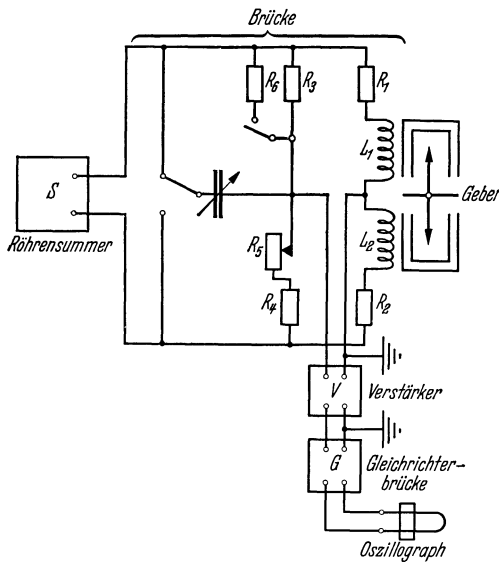 Brücke
R6
R3
R1
L1
S
Geber
Röhrensummer
R5
L2
R4
R2
V
Verstärker
G
Gleichrichter-
brücke
Oszillograph